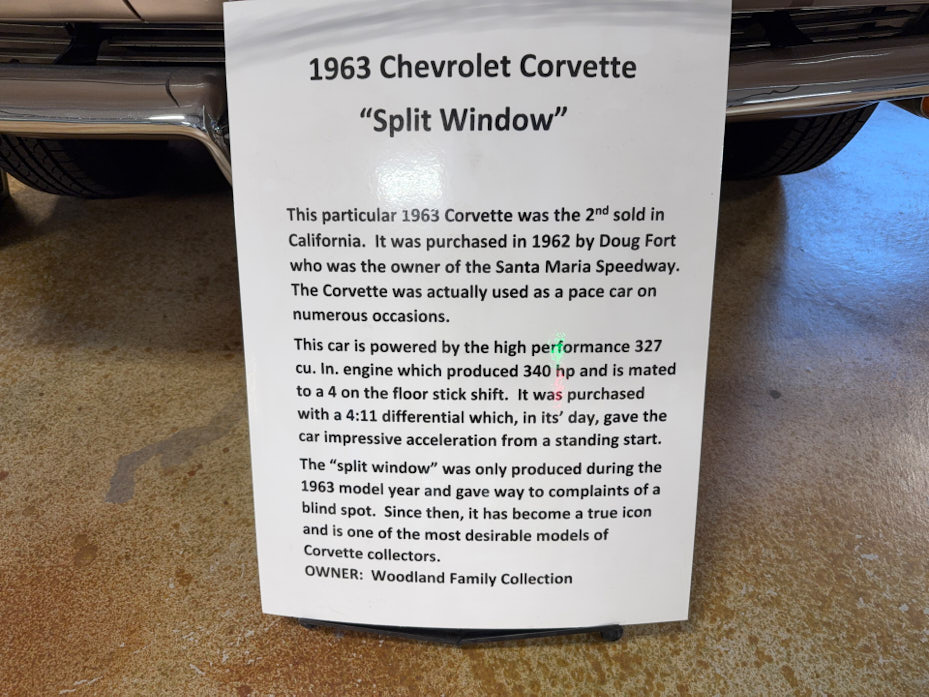 1963 Chevrolet Corvette
“Split Window”
This particular 1963 Corvette was the 2nd sold in
California.  It was purchased in 1962 by Doug Fort
who was the owner of the Santa Maria Speedway.
The Corvette was actually used as a pace car on
numerous occasions.
This car is powered by the high performance 327
cu. In. engine which produced 340 hp and is mated
to a 4 on the floor stick shift.  It was purchased
with a 4:11 differential which, in its’ day, gave the
car impressive acceleration from a standing start.
The “split window” was only produced during the
1963 model year and gave way to complaints of a
blind spot.  Since then, it has become a true icon
and is one of the most desirable models of
Corvette collectors.
OWNER:  Woodland Family Collection